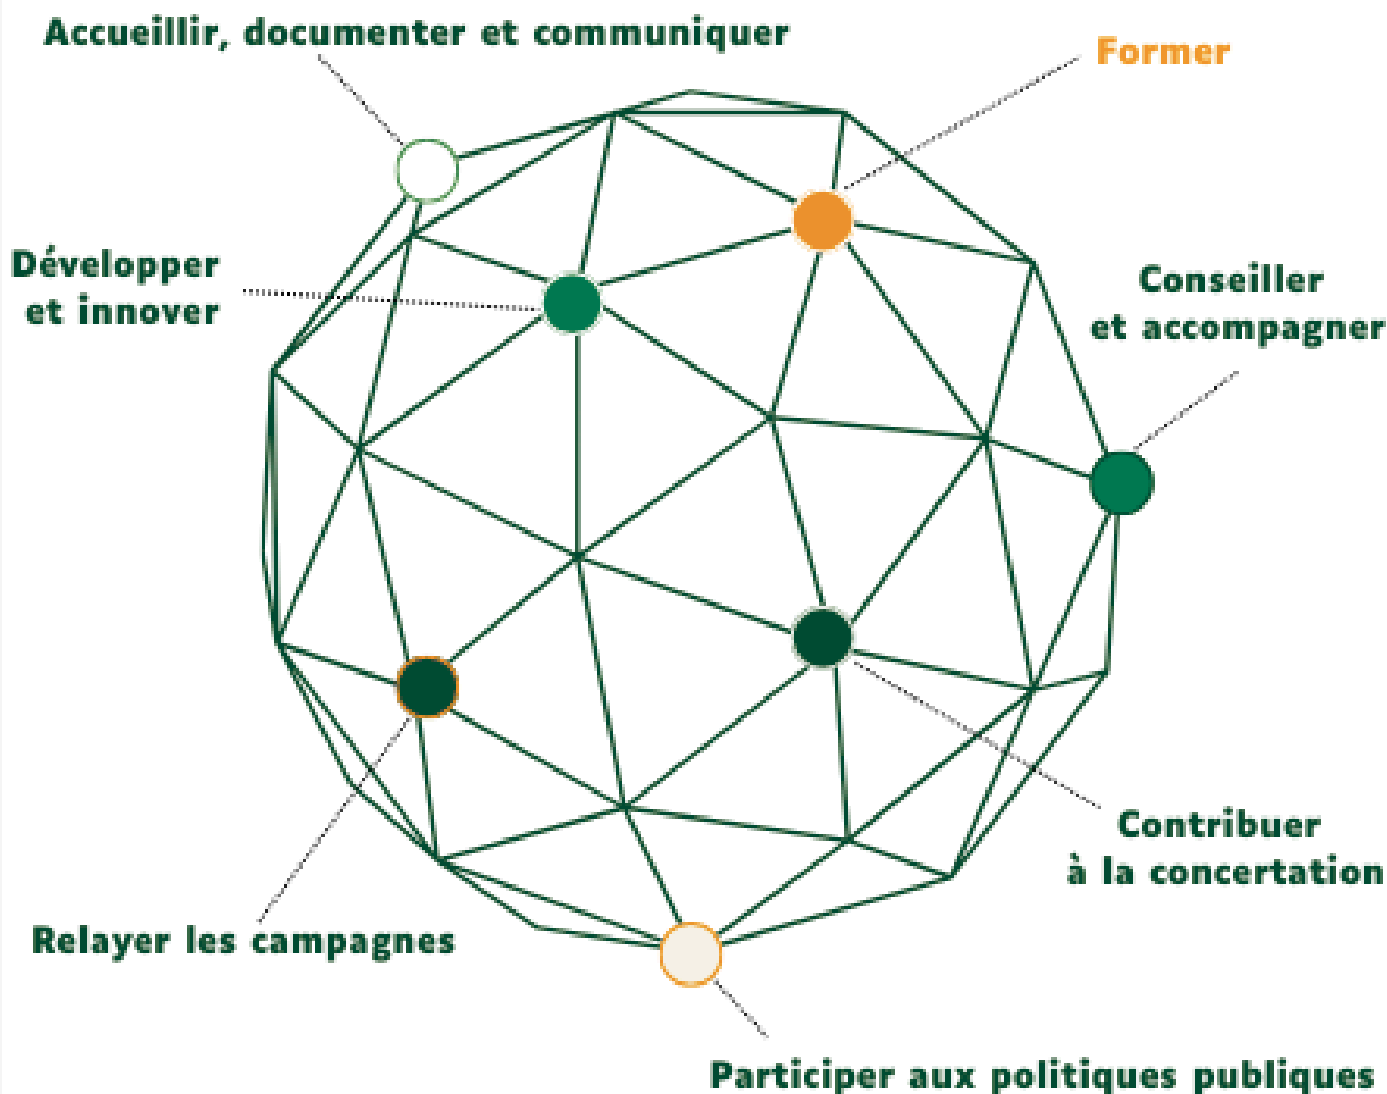 Accueillir, documenter et communiquer
Former
Développer
et innover
Conseiller
et accompagner
Contribuer
à la concertation
Relayer les campagnes
Participer aux politiques publiques